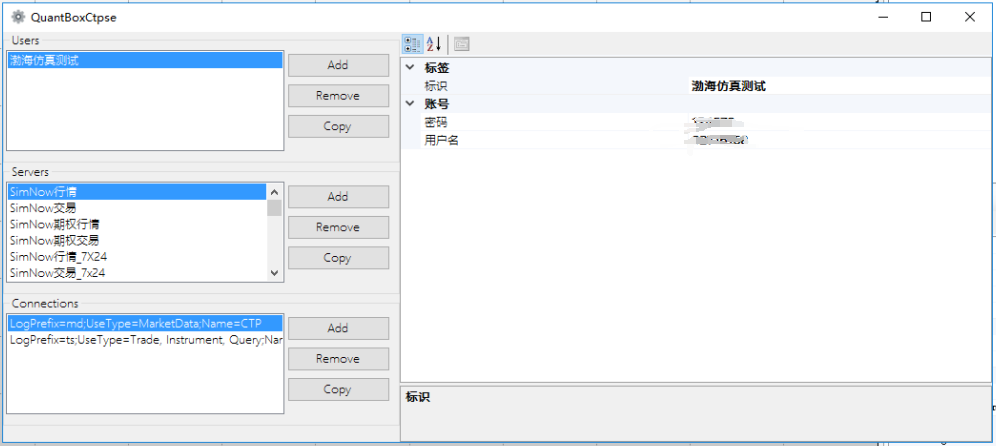 QuantBoxCtpse
Users
渤海仿真测试
Add
Remove
Copy
Servers
SimNow行情
SimNow交易
SimNow期权行情
SimNow期权交易
SimNow行情_7X24
SimNow交易_7x24
Add
Remove
Copy
Connections
LogPrefix=md;UseType=MarketData;Name=CTP
LogPrefix=ts;UseType=Trade, Instrument, Query;Nar
Add
Remove
Copy
标签
标识 渤海仿真测试
账号
密码
用户名
标识